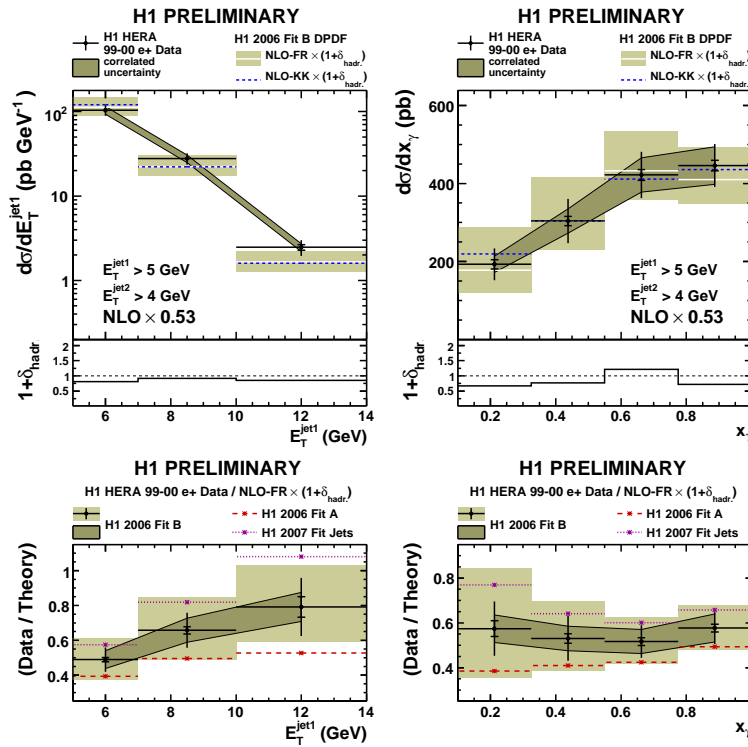 H1 PRELIMINARY
H1 HERA
99-00 e+ Data
correlated
uncertainty
H1 2006 Fit B DPDF
NLO-FR × (1+δhadr.)
NLO-KK × (1+δhadr.)
dσ/dE_T^jet1 (pb GeV⁻¹)
10²
10
1
E_T^jet1 > 5 GeV
E_T^jet2 > 4 GeV
NLO × 0.53
1+δhadr
2
1.5
1
0.5
6 8 10 12 14
E_T^jet1 (GeV)
H1 PRELIMINARY
H1 HERA
99-00 e+ Data
correlated
uncertainty
H1 2006 Fit B DPDF
NLO-FR × (1+δhadr.)
NLO-KK × (1+δhadr.)
dσ/dxγ (pb)
600
400
200
E_T^jet1 > 5 GeV
E_T^jet2 > 4 GeV
NLO × 0.53
1+δhadr
2
1.5
1
0.5
0.2 0.4 0.6 0.8 1
xγ
H1 PRELIMINARY
H1 HERA 99-00 e+ Data / NLO-FR × (1+δhadr.)
H1 2006 Fit B
H1 2006 Fit A
H1 2007 Fit Jets
(Data / Theory)
1
0.8
0.6
0.4
6 8 10 12 14
E_T^jet1 (GeV)
H1 PRELIMINARY
H1 HERA 99-00 e+ Data / NLO-FR × (1+δhadr.)
H1 2006 Fit B
H1 2006 Fit A
H1 2007 Fit Jets
(Data / Theory)
0.8
0.6
0.4
0.2 0.4 0.6 0.8 1
xγ